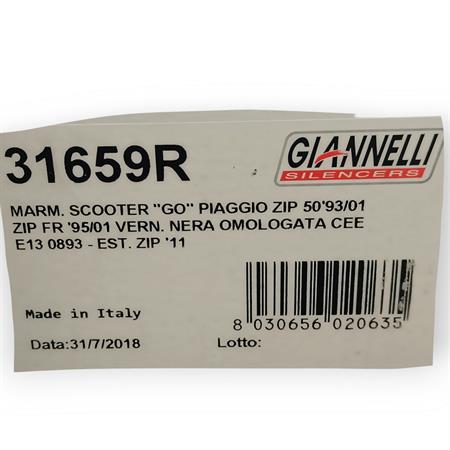 31659R
GIANNELLI
SILENCERS
MARM. SCOOTER "GO" PIAGGIO ZIP 50'93/01
ZIP FR '95/01 VERN. NERA OMOLOGATA CEE
E13 0893 - EST. ZIP '11
Made in Italy
8 030656 020635
Data:31/7/2018
Lotto: